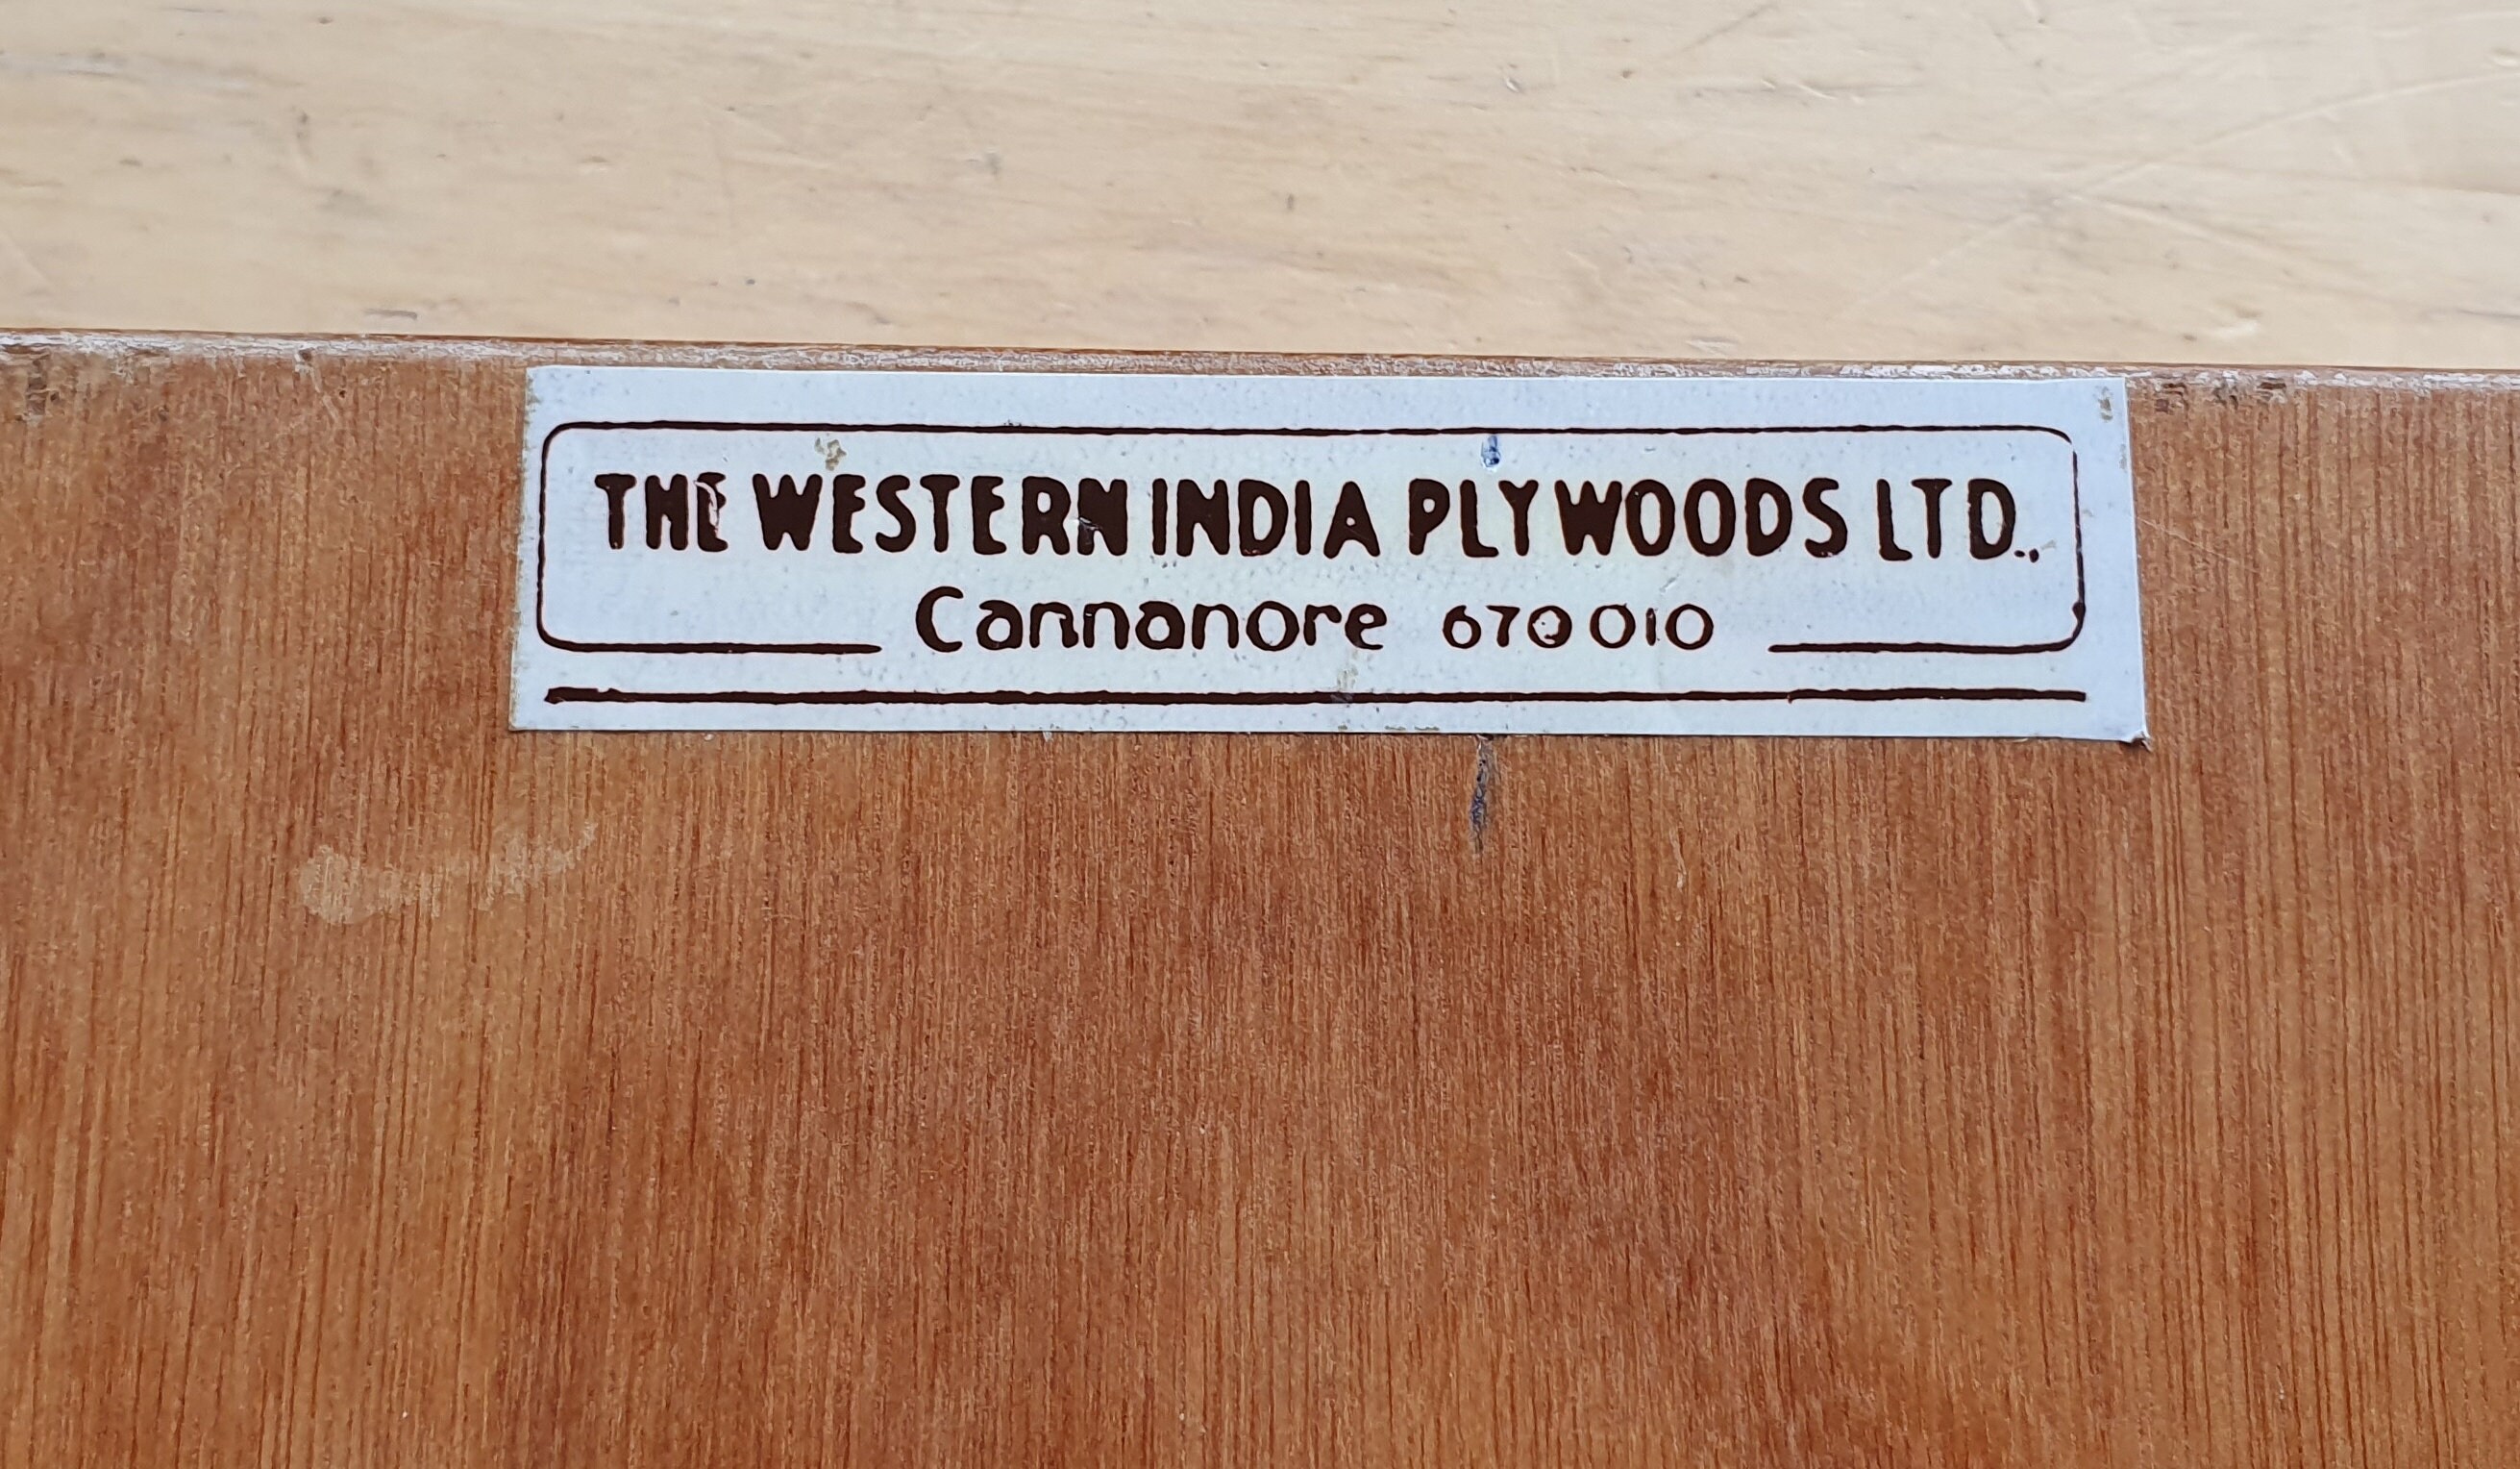 THE WESTERN INDIA PLYWOODS LTD.,
Cannanore 670 010